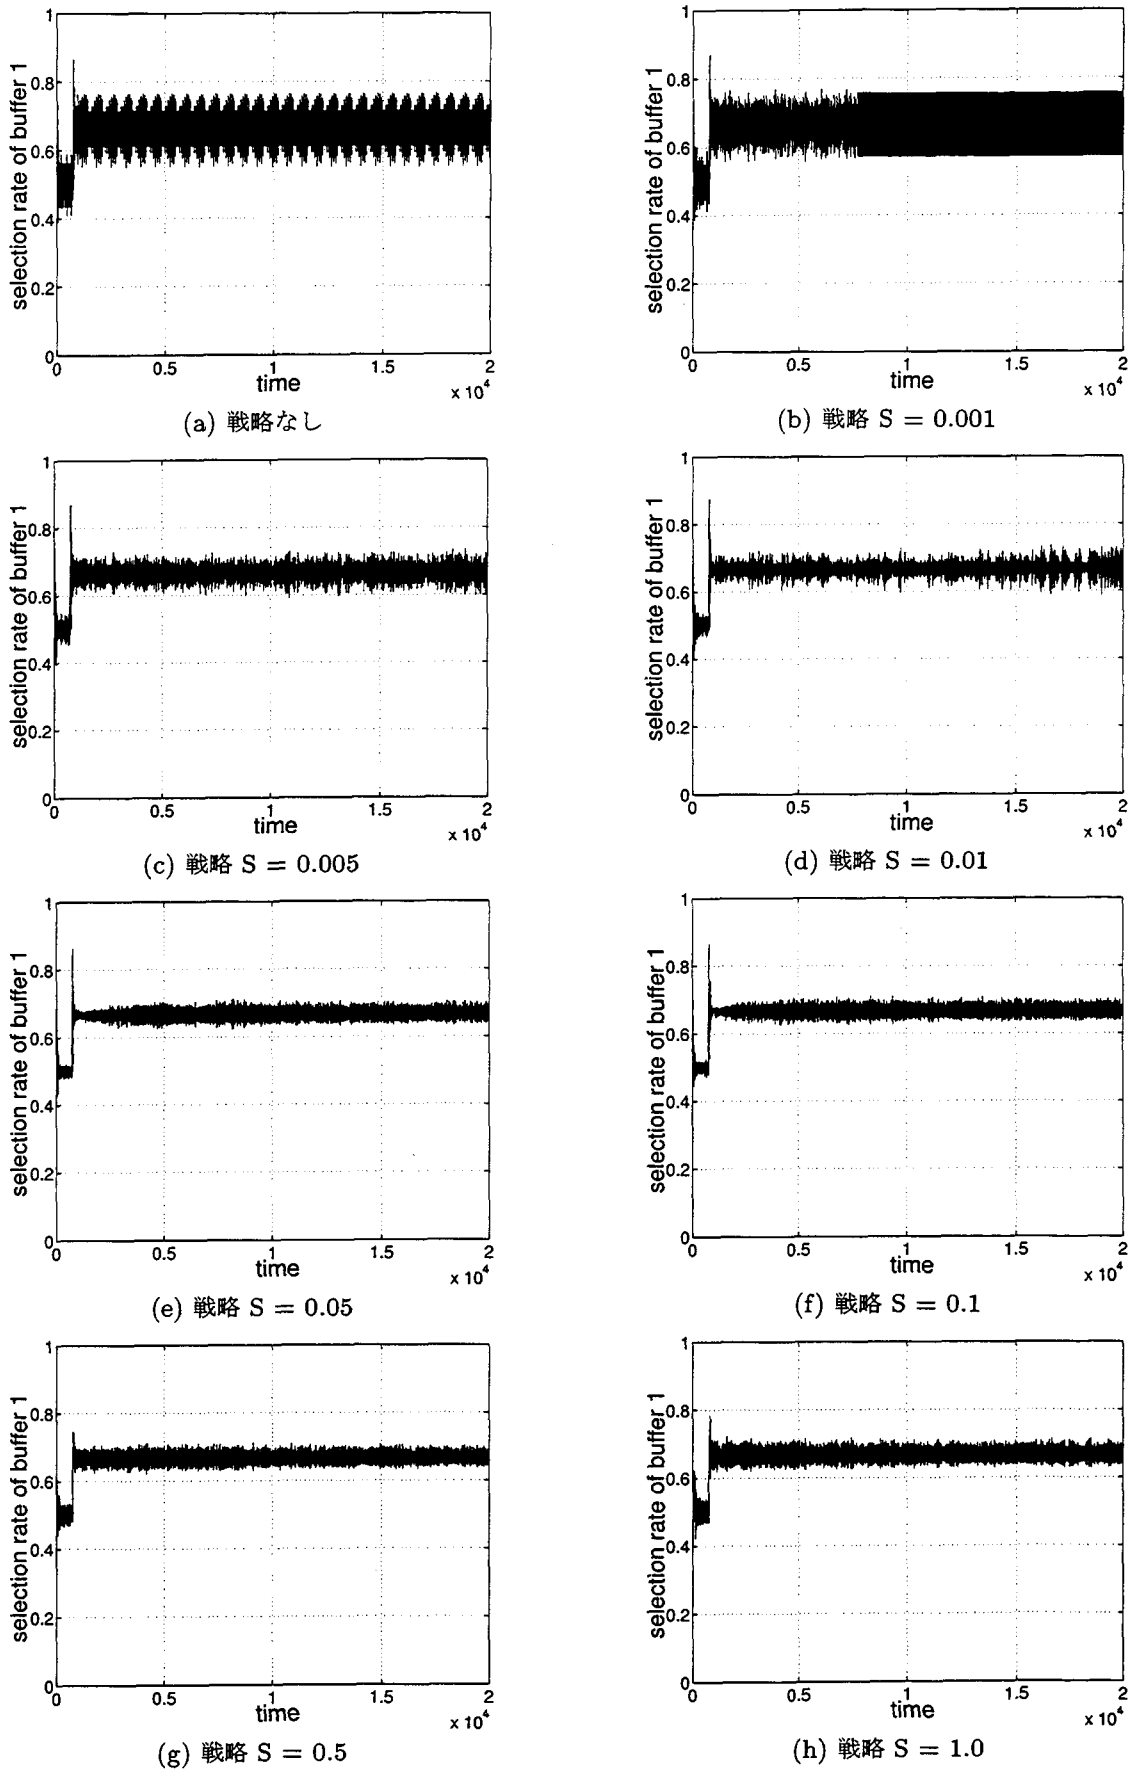 1
0.8
0.6
0.4
0.2
0
selection rate of buffer 1
0 0.5 1 1.5 2
time
x 10^4
(a) 戦略なし
1
0.8
0.6
0.4
0.2
0
selection rate of buffer 1
0 0.5 1 1.5 2
time
x 10^4
(b) 戦略 S = 0.001
1
0.8
0.6
0.4
0.2
0
selection rate of buffer 1
0 0.5 1 1.5 2
time
x 10^4
(c) 戦略 S = 0.005
1
0.8
0.6
0.4
0.2
0
selection rate of buffer 1
0 0.5 1 1.5 2
time
x 10^4
(d) 戦略 S = 0.01
1
0.8
0.6
0.4
0.2
0
selection rate of buffer 1
0 0.5 1 1.5 2
time
x 10^4
(e) 戦略 S = 0.05
1
0.8
0.6
0.4
0.2
0
selection rate of buffer 1
0 0.5 1 1.5 2
time
x 10^4
(f) 戦略 S = 0.1
1
0.8
0.6
0.4
0.2
0
selection rate of buffer 1
0 0.5 1 1.5 2
time
x 10^4
(g) 戦略 S = 0.5
1
0.8
0.6
0.4
0.2
0
selection rate of buffer 1
0 0.5 1 1.5 2
time
x 10^4
(h) 戦略 S = 1.0